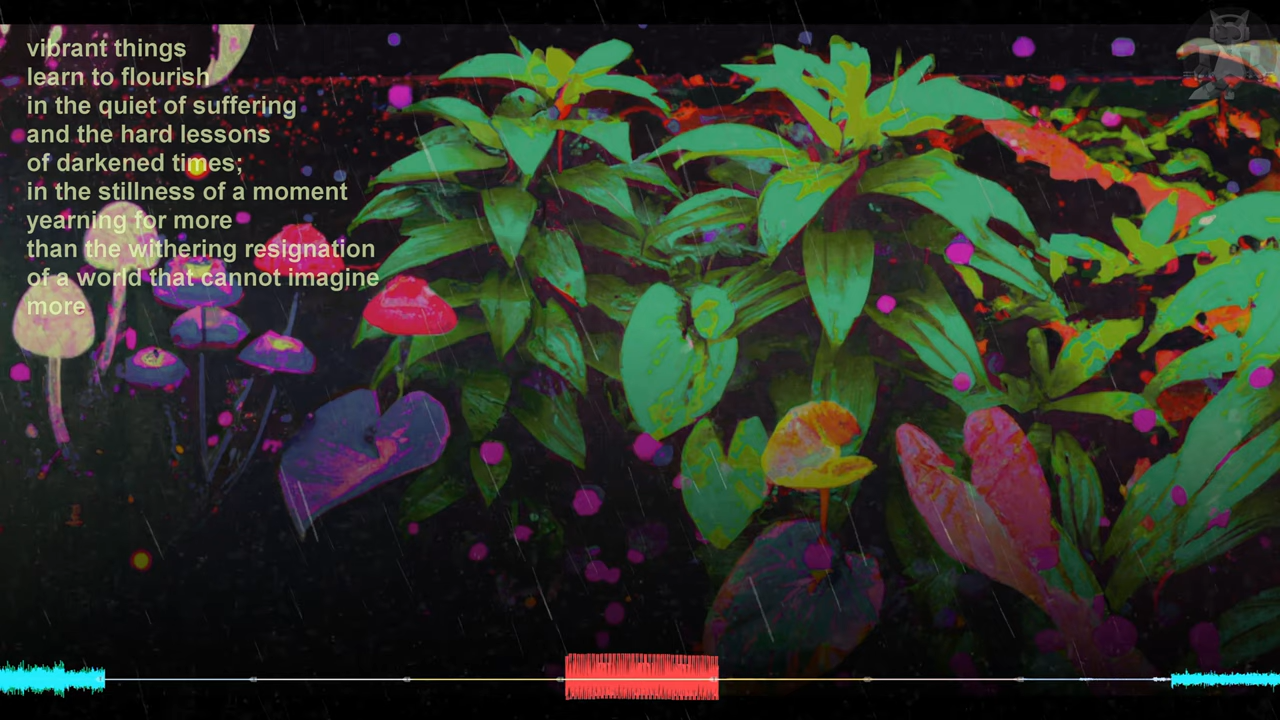 vibrant things
learn to flourish
in the quiet of suffering
and the hard lessons
of darkened times;
in the stillness of a moment
yearning for more
than the withering resignation
of a world that cannot imagine
more